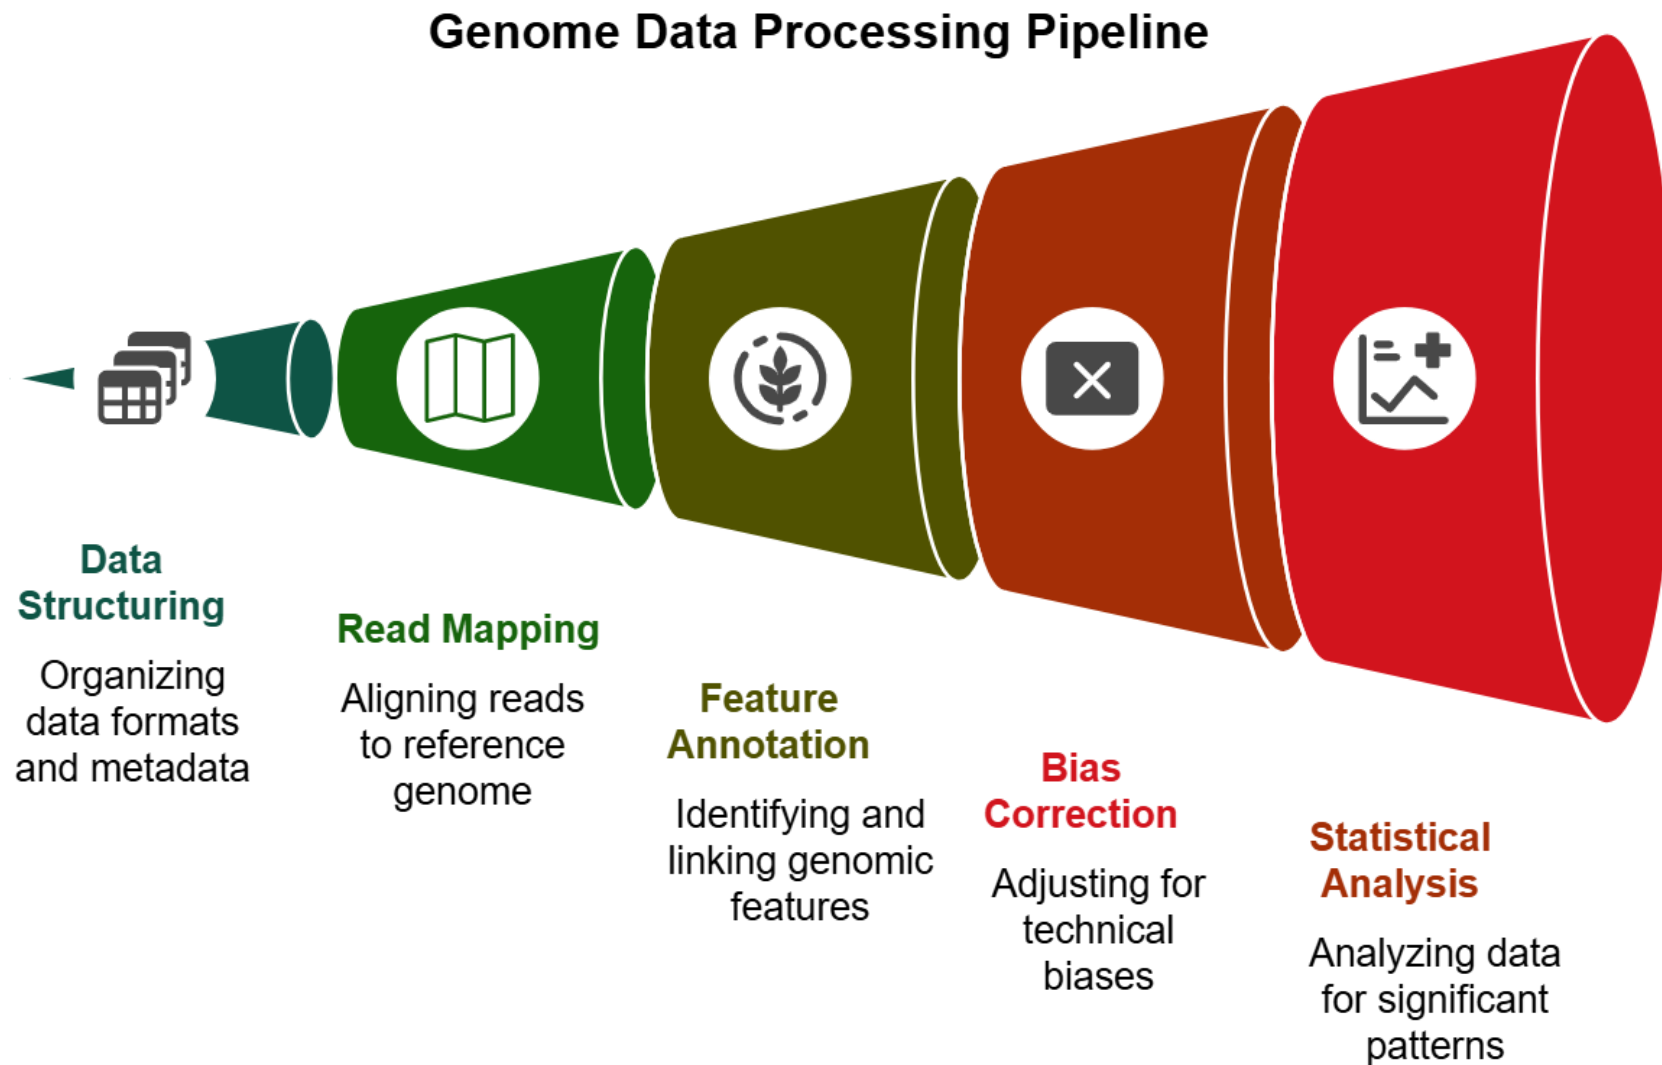 Genome Data Processing Pipeline
Data
Structuring
Organizing
data formats
and metadata
Read Mapping
Aligning reads
to reference
genome
Feature
Annotation
Identifying and
linking genomic
features
Bias
Correction
Adjusting for
technical
biases
Statistical
Analysis
Analyzing data
for significant
patterns